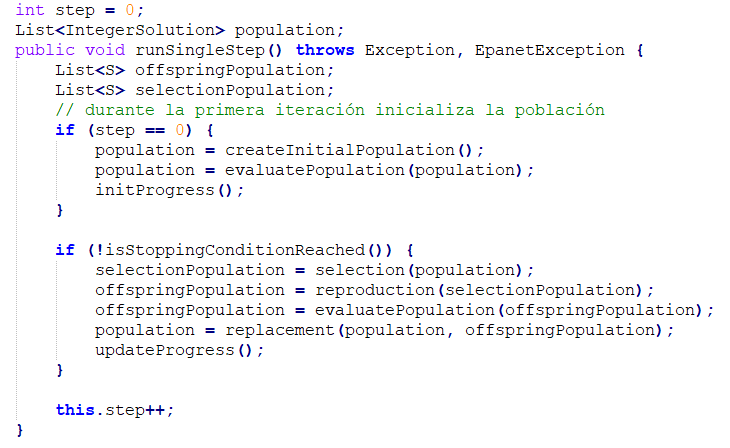 int step = 0;
List<IntegerSolution> population;
public void runSingleStep() throws Exception, EpanetException {
    List<S> offspringPopulation;
    List<S> selectionPopulation;
    // durante la primera iteración inicializa la población
    if (step == 0) {
        population = createInitialPopulation();
        population = evaluatePopulation(population);
        initProgress();
    }

    if (!isStoppingConditionReached()) {
        selectionPopulation = selection(population);
        offspringPopulation = reproduction(selectionPopulation);
        offspringPopulation = evaluatePopulation(offspringPopulation);
        population = replacement(population, offspringPopulation);
        updateProgress();
    }

    this.step++;
}